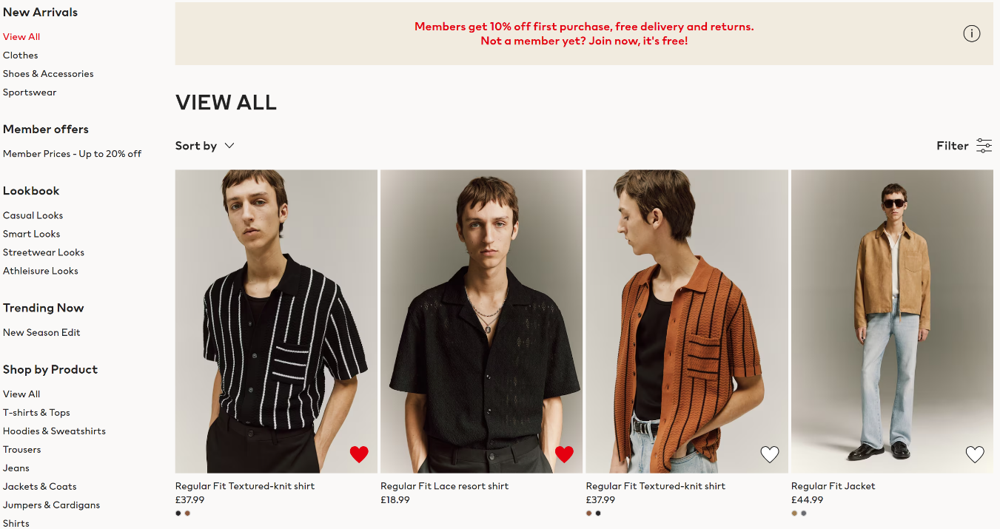 New Arrivals
View All
Clothes
Shoes & Accessories
Sportswear
Member offers
Member Prices - Up to 20% off
Lookbook
Casual Looks
Smart Looks
Streetwear Looks
Athleisure Looks
Trending Now
New Season Edit
Shop by Product
View All
T-shirts & Tops
Hoodies & Sweatshirts
Trousers
Jeans
Jackets & Coats
Jumpers & Cardigans
Shirts
Members get 10% off first purchase, free delivery and returns.
Not a member yet? Join now, it's free!
i
VIEW ALL
Sort by
Filter
Regular Fit Textured-knit shirt
£37.99
Regular Fit Lace resort shirt
£18.99
Regular Fit Textured-knit shirt
£37.99
Regular Fit Jacket
£44.99